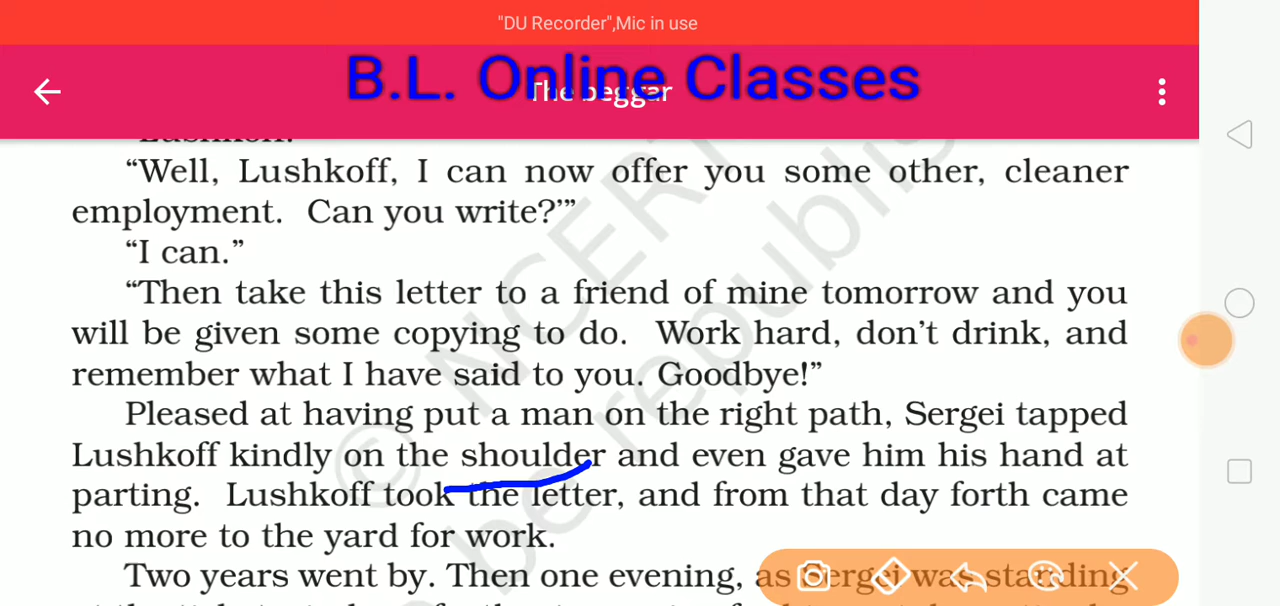 "DU Recorder",Mic in use
B.L. Online Classes
The beggar
“Well, Lushkoff, I can now offer you some other, cleaner
employment. Can you write?’”
“I can.”
“Then take this letter to a friend of mine tomorrow and you
will be given some copying to do. Work hard, don’t drink, and
remember what I have said to you. Goodbye!”
Pleased at having put a man on the right path, Sergei tapped
Lushkoff kindly on the shoulder and even gave him his hand at
parting. Lushkoff took the letter, and from that day forth came
no more to the yard for work.
Two years went by. Then one evening, as Sergei was standing
© NCERT
be republis